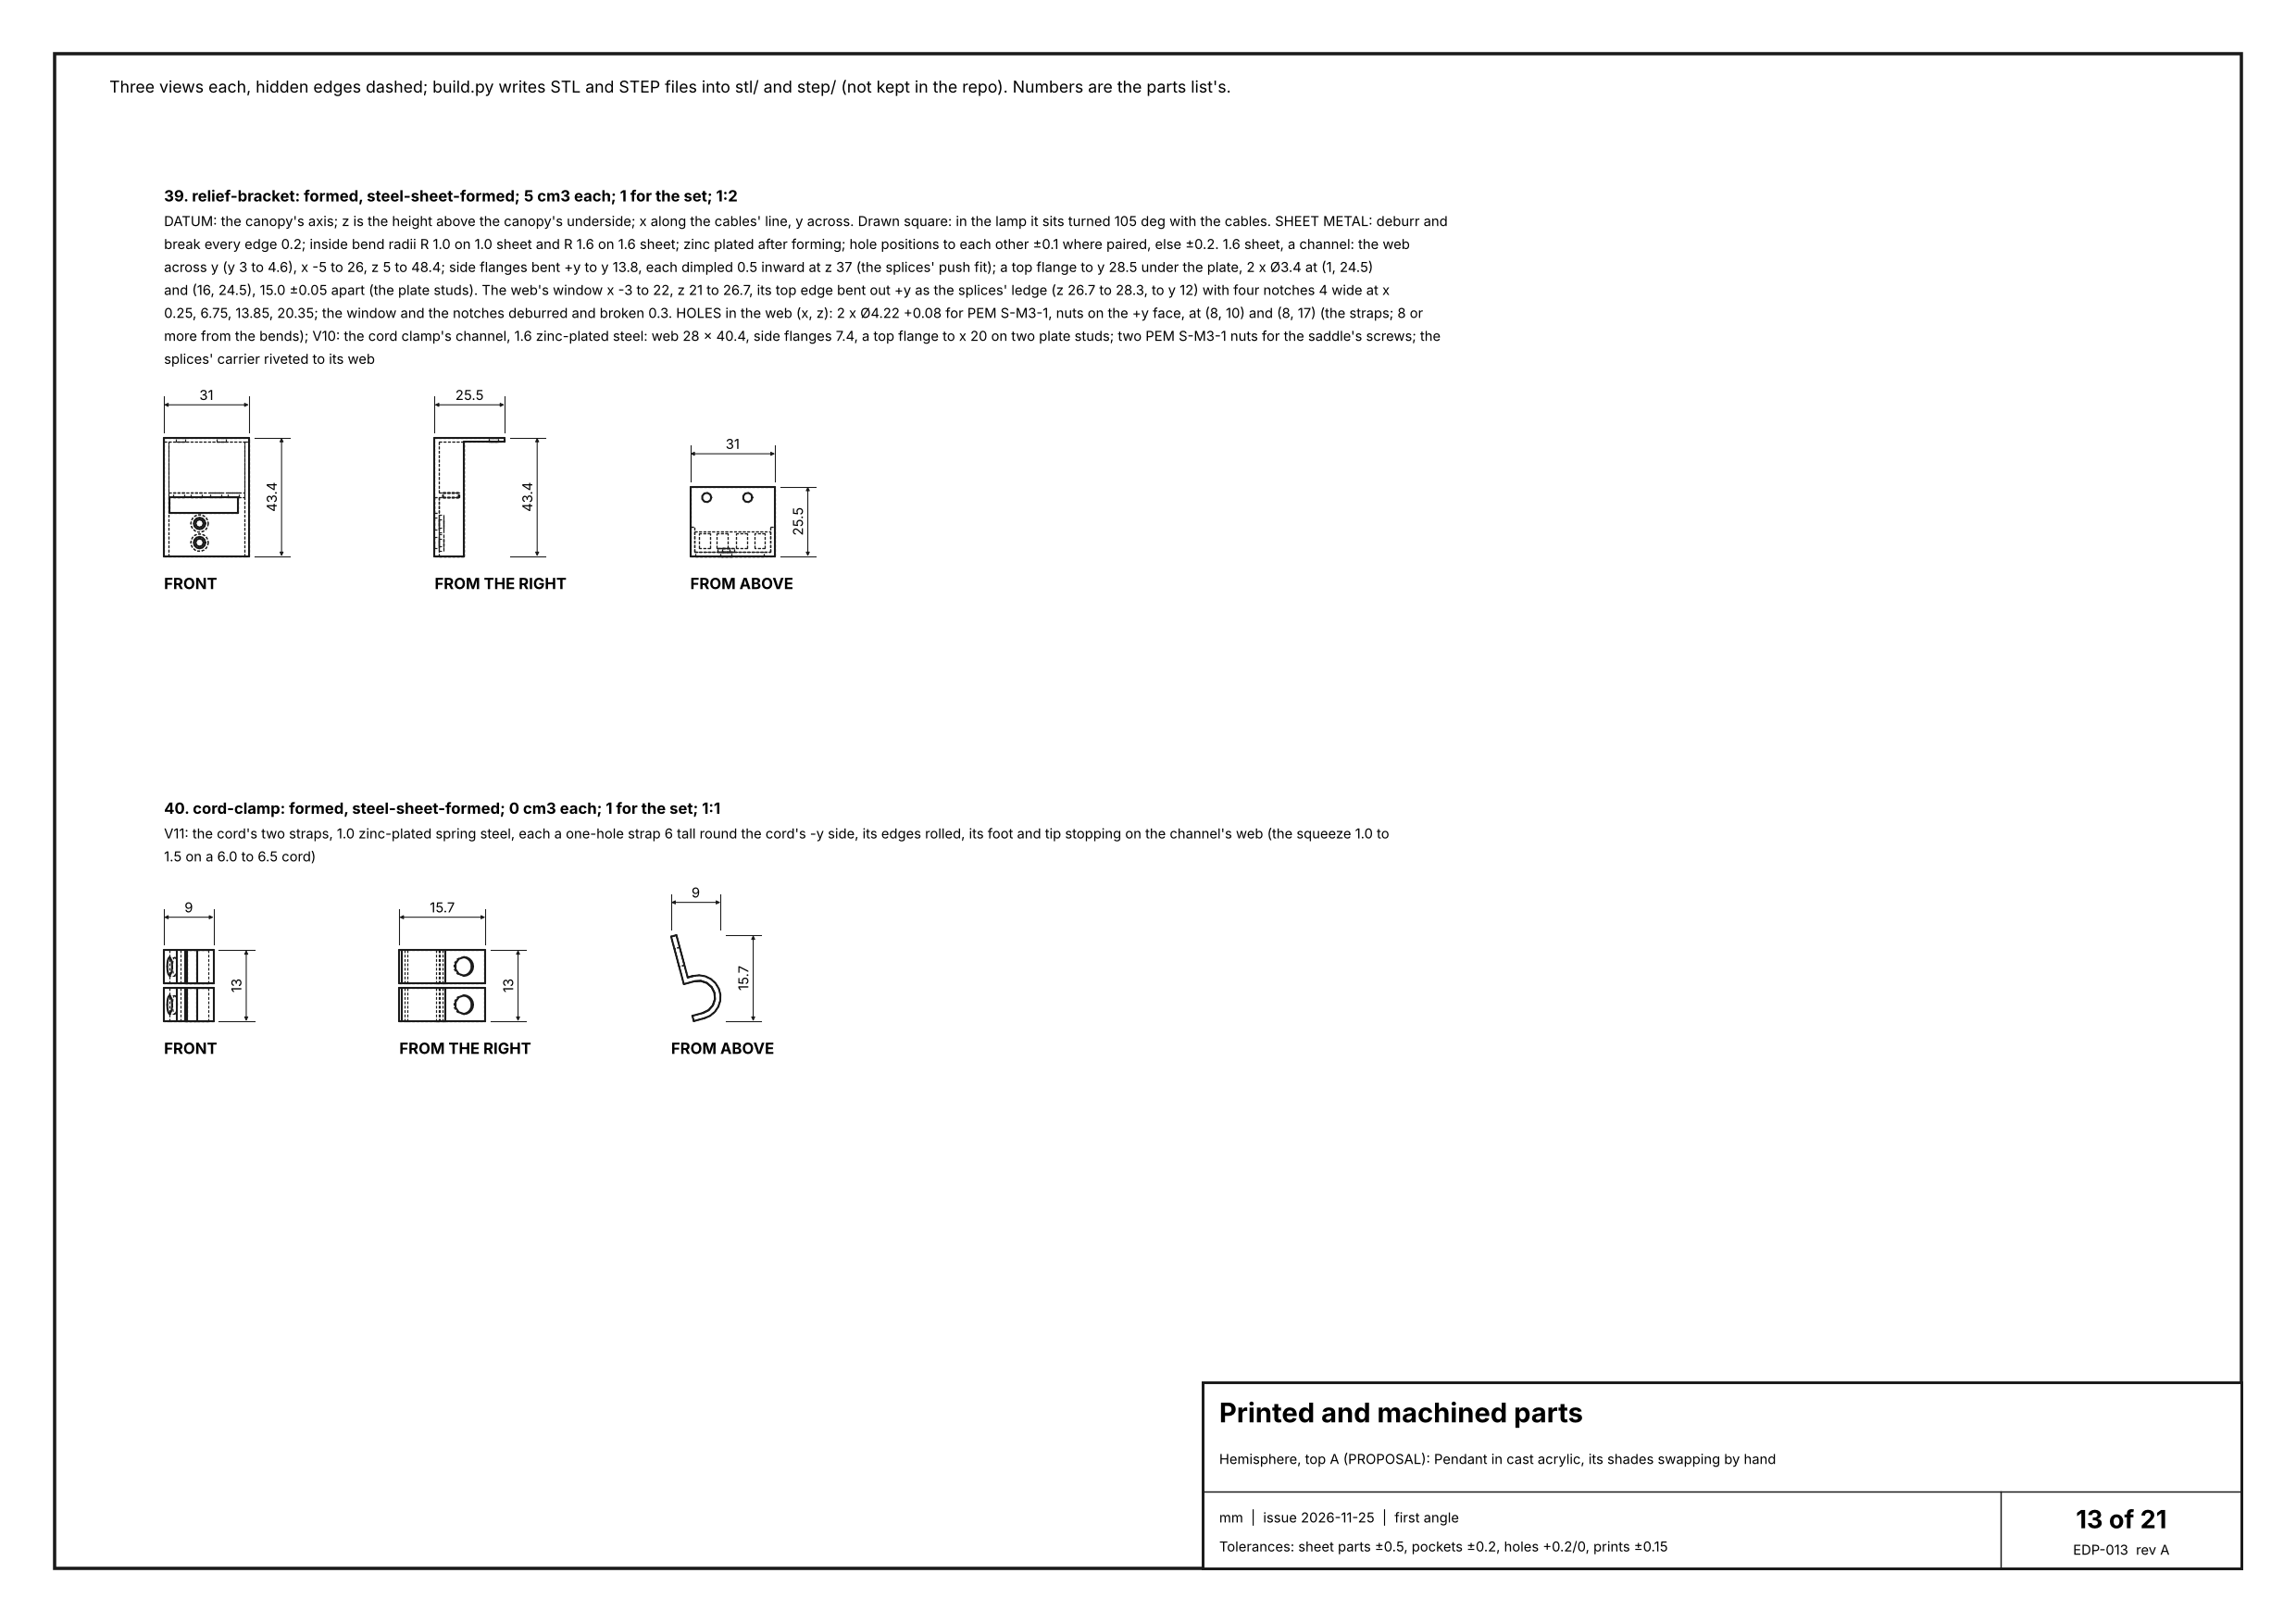 Three views each, hidden edges dashed; build.py writes STL and STEP files into stl/ and step/ (not kept in the repo). Numbers are the parts list's.
39. relief-bracket: formed, steel-sheet-formed; 5 cm3 each; 1 for the set; 1:2
DATUM: the canopy's axis; z is the height above the canopy's underside; x along the cables' line, y across. Drawn square: in the lamp it sits turned 105 deg with the cables. SHEET METAL: deburr and
break every edge 0.2; inside bend radii R 1.0 on 1.0 sheet and R 1.6 on 1.6 sheet; zinc plated after forming; hole positions to each other ±0.1 where paired, else ±0.2. 1.6 sheet, a channel: the web
across y (y 3 to 4.6), x -5 to 26, z 5 to 48.4; side flanges bent +y to y 13.8, each dimpled 0.5 inward at z 37 (the splices' push fit); a top flange to y 28.5 under the plate, 2 x Ø3.4 at (1, 24.5)
and (16, 24.5), 15.0 ±0.05 apart (the plate studs). The web's window x -3 to 22, z 21 to 26.7, its top edge bent out +y as the splices' ledge (z 26.7 to 28.3, to y 12) with four notches 4 wide at x
0.25, 6.75, 13.85, 20.35; the window and the notches deburred and broken 0.3. HOLES in the web (x, z): 2 x Ø4.22 +0.08 for PEM S-M3-1, nuts on the +y face, at (8, 10) and (8, 17) (the straps; 8 or
more from the bends); V10: the cord clamp's channel, 1.6 zinc-plated steel: web 28 × 40.4, side flanges 7.4, a top flange to x 20 on two plate studs; two PEM S-M3-1 nuts for the saddle's screws; the
splices' carrier riveted to its web
31
43.4
FRONT
25.5
43.4
FROM THE RIGHT
31
25.5
FROM ABOVE
40. cord-clamp: formed, steel-sheet-formed; 0 cm3 each; 1 for the set; 1:1
V11: the cord's two straps, 1.0 zinc-plated spring steel, each a one-hole strap 6 tall round the cord's -y side, its edges rolled, its foot and tip stopping on the channel's web (the squeeze 1.0 to
1.5 on a 6.0 to 6.5 cord)
9
13
FRONT
15.7
13
FROM THE RIGHT
9
15.7
FROM ABOVE
Printed and machined parts
Hemisphere, top A (PROPOSAL): Pendant in cast acrylic, its shades swapping by hand
mm | issue 2026-11-25 | first angle
Tolerances: sheet parts ±0.5, pockets ±0.2, holes +0.2/0, prints ±0.15
13 of 21
EDP-013 rev A